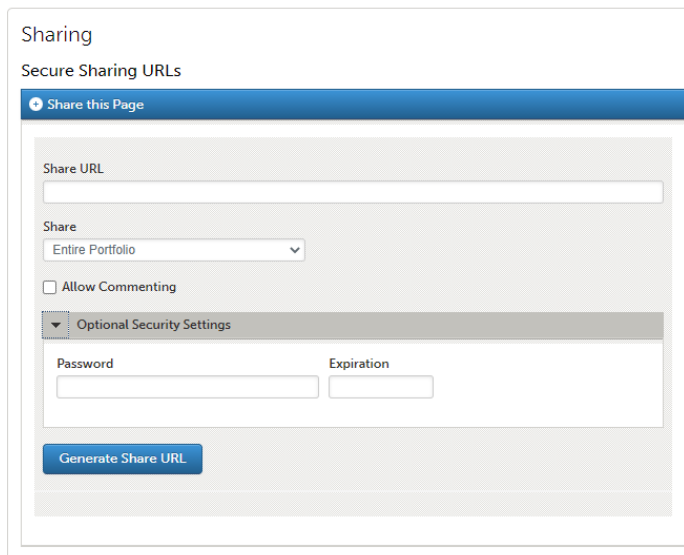 Sharing
Secure Sharing URLs
Share this Page
Share URL
Share
Entire Portfolio
Allow Commenting
Optional Security Settings
Password Expiration
Generate Share URL